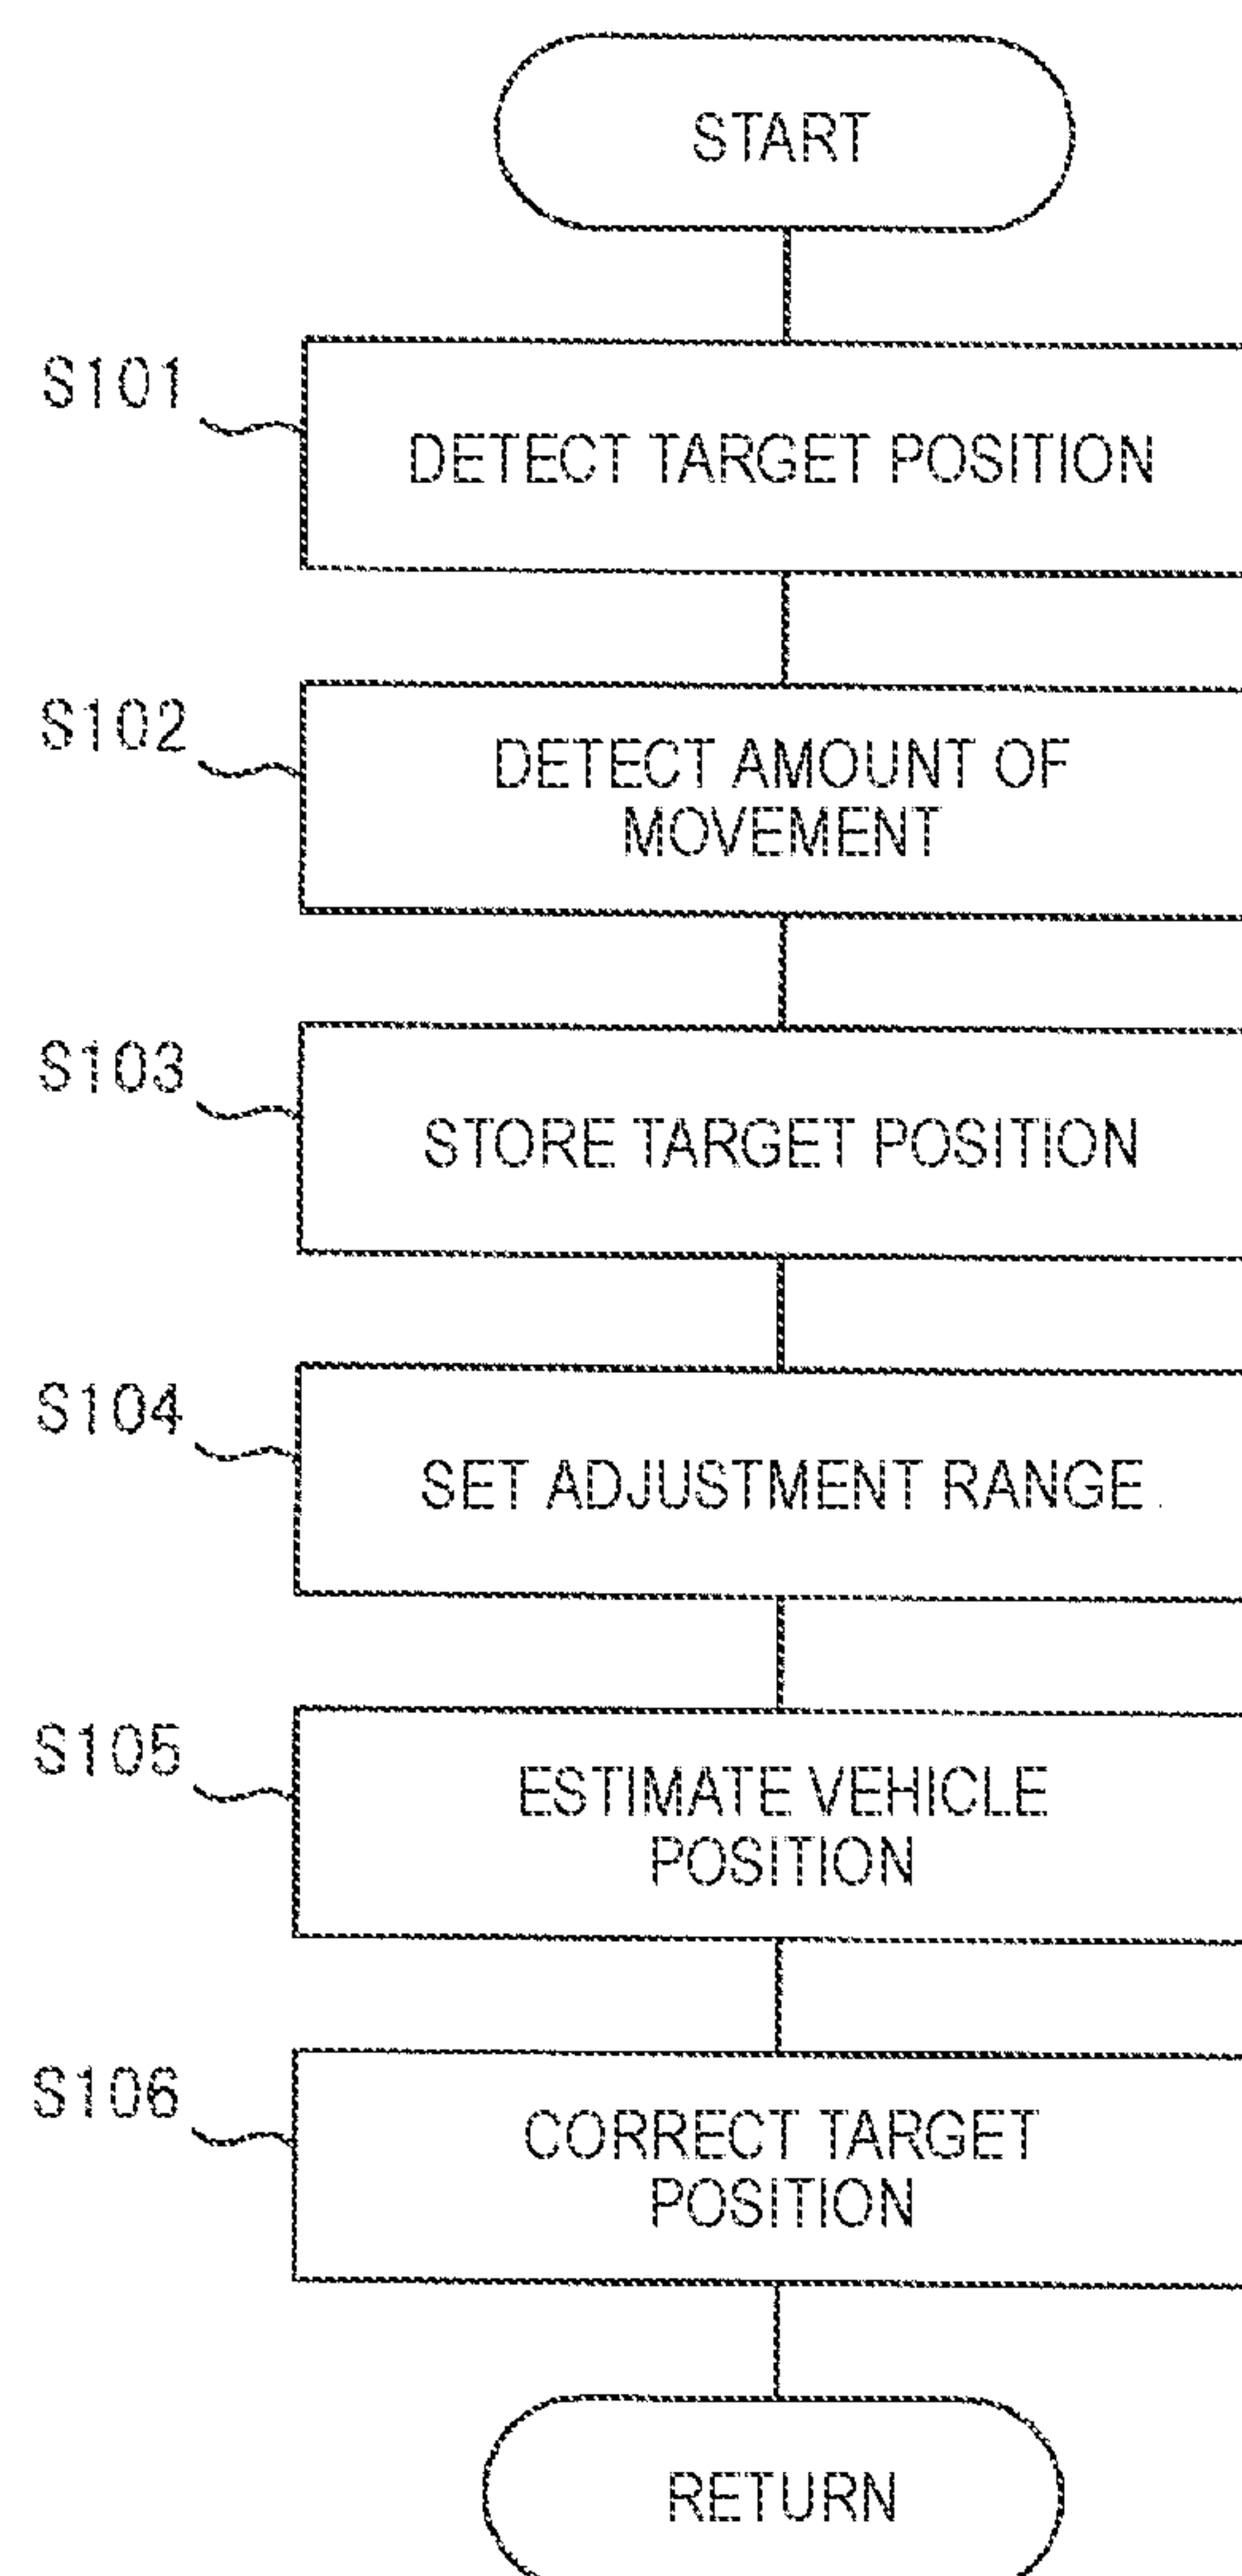 START
S101
DETECT TARGET POSITION
S102
DETECT AMOUNT OF
MOVEMENT
S103
STORE TARGET POSITION
S104
SET ADJUSTMENT RANGE
S105
ESTIMATE VEHICLE
POSITION
S106
CORRECT TARGET
POSITION
RETURN